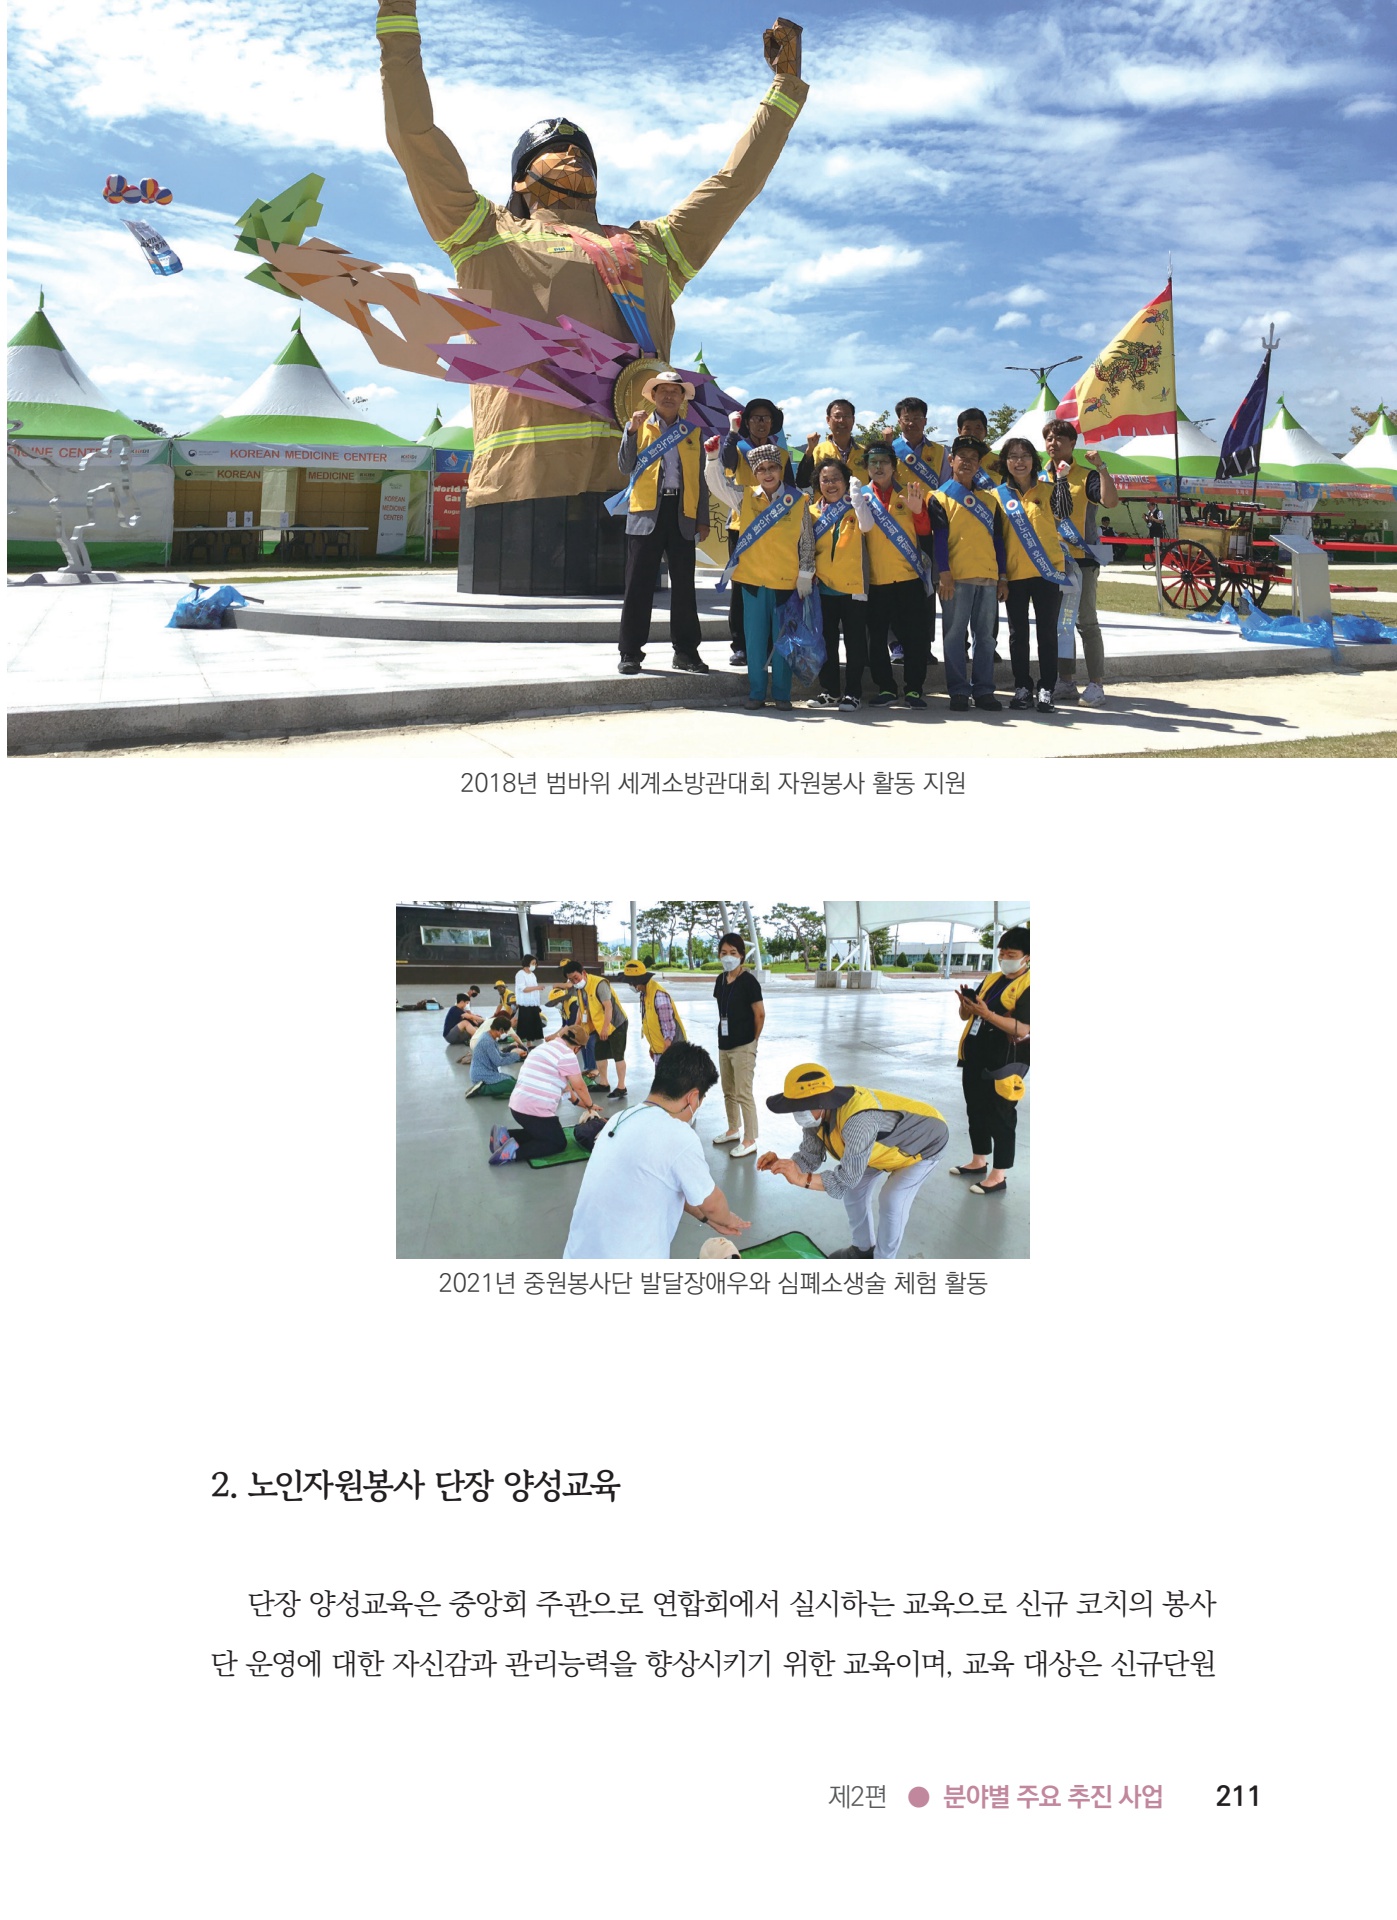 MEDICINE CENTER
KOREAN MEDICINE CENTER
KOREAN MEDICINE
KOREAN
MEDICINE
CENTER
World
2018년 범바위 세계소방관대회 자원봉사 활동 지원
2021년 중원봉사단 발달장애우와 심폐소생술 체험 활동
2. 노인자원봉사 단장 양성교육
단장 양성교육은 중앙회 주관으로 연합회에서 실시하는 교육으로 신규 코치의 봉사
단 운영에 대한 자신감과 관리능력을 향상시키기 위한 교육이며, 교육 대상은 신규단원
제2편 ● 분야별 주요 추진 사업 211